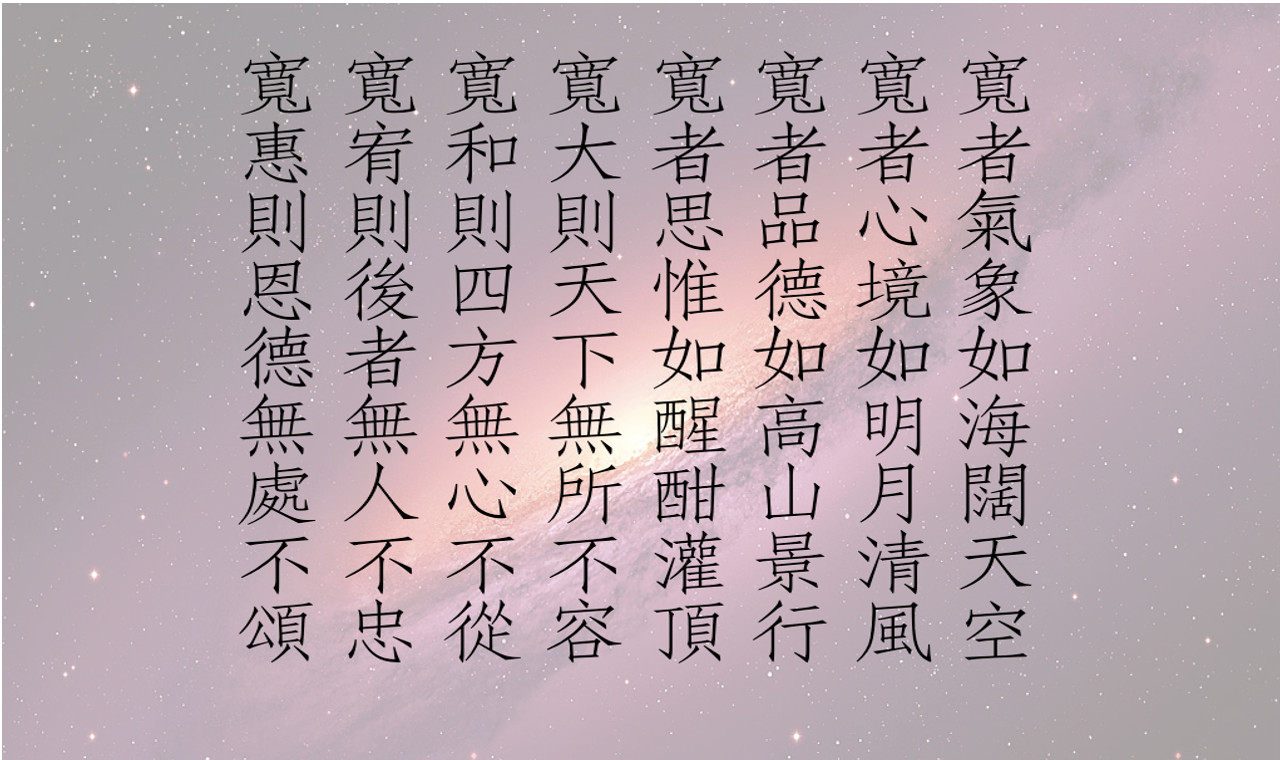 寬者氣象如海闊天空
寬者心境如明月清風
寬者品德如高山景行
寬者思惟如醒酣灌頂
寬大則天下無所不容
寬和則四方無心不從
寬宥則後者無人不忠
寬惠則恩德無處不頌